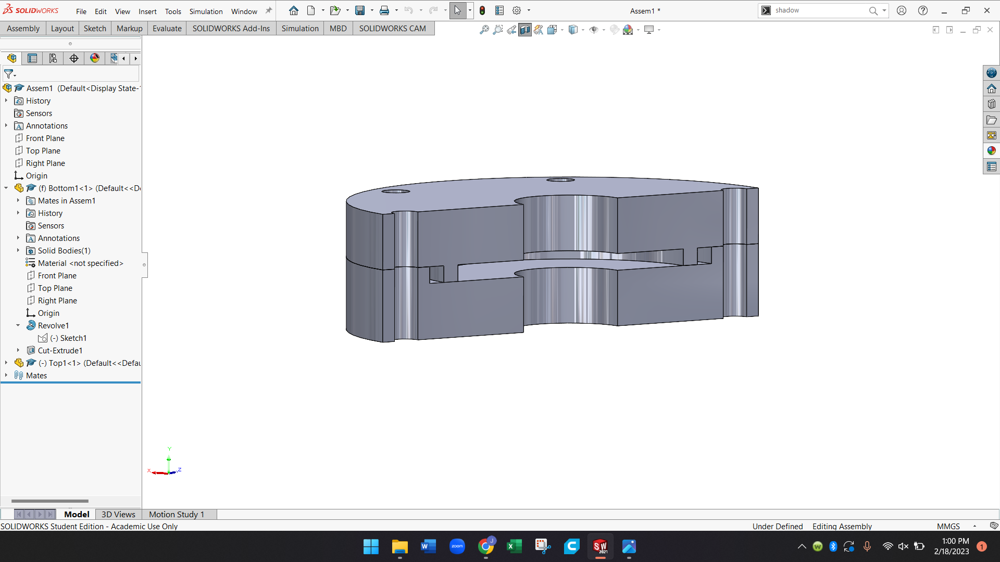 SOLIDWORKS File Edit View Insert Tools Simulation Window Assem1 * shadow
Assembly Layout Sketch Markup Evaluate SOLIDWORKS Add-Ins Simulation MBD SOLIDWORKS CAM
Assem1 (Default<Display State-
History
Sensors
Annotations
Front Plane
Top Plane
Right Plane
Origin
(f) Bottom1<1> (Default<<De
Mates in Assem1
History
Sensors
Annotations
Solid Bodies(1)
Material <not specified>
Front Plane
Top Plane
Right Plane
Origin
Revolve1
(-) Sketch1
Cut-Extrude1
(-) Top1<1> (Default<<Defau
Mates
Y
X
Z
Model 3D Views Motion Study 1
SOLIDWORKS Student Edition - Academic Use Only Under Defined Editing Assembly MMGS
W zoom J X SW 2021 W 1:00 PM
2/18/2023 1